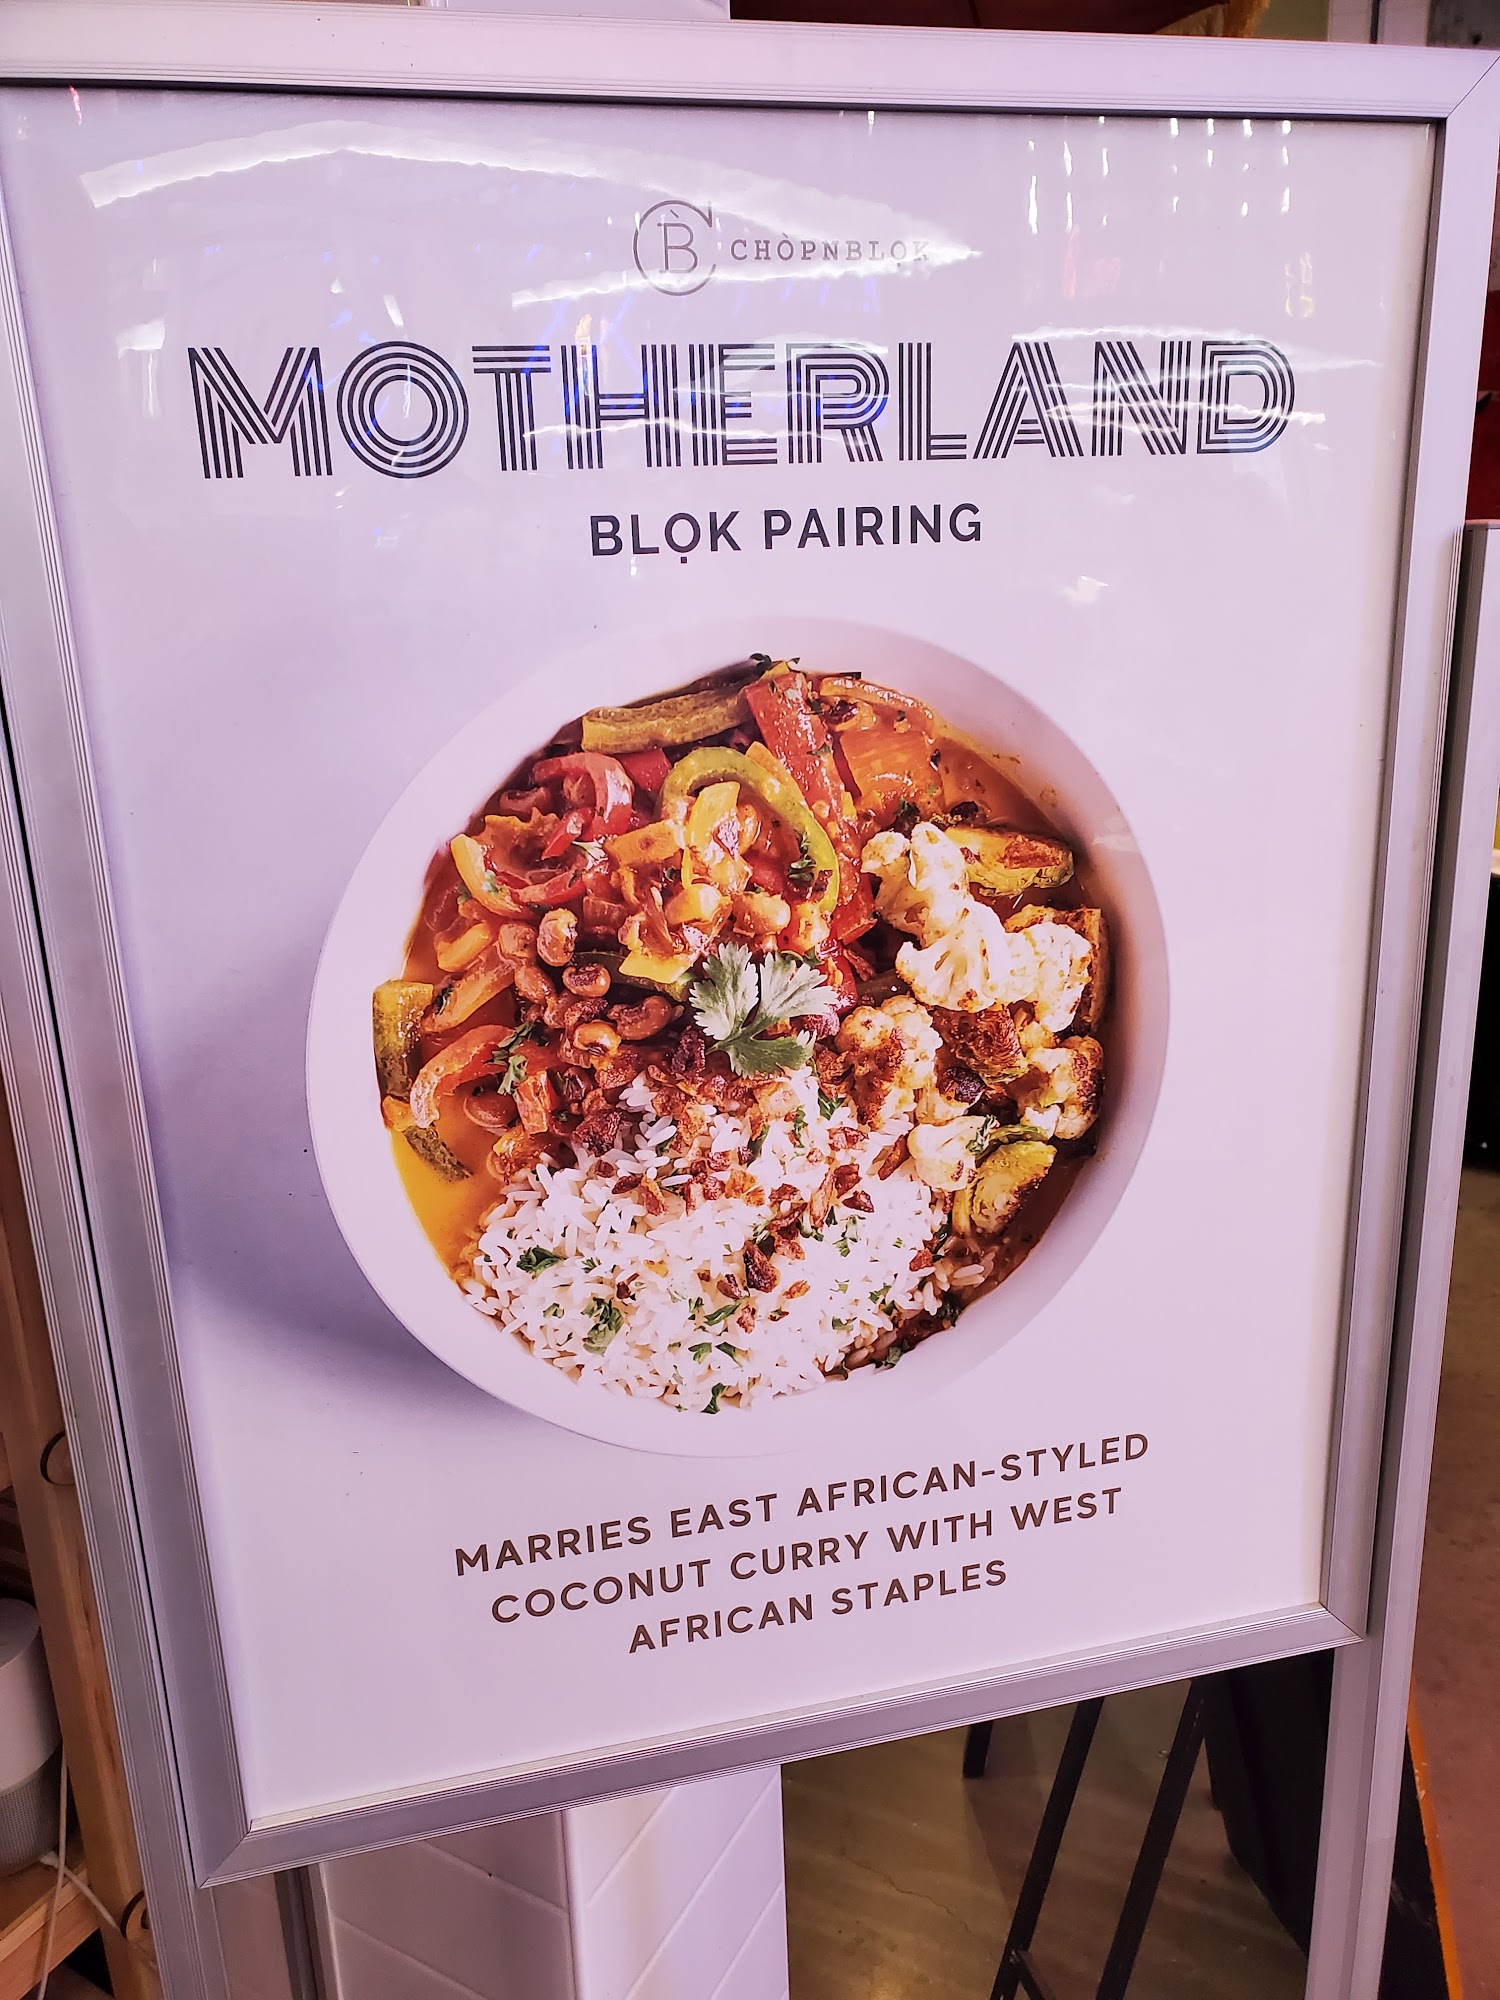 CHÒPNBLỌK
MOTHERLAND
BLỌK PAIRING
MARRIES EAST AFRICAN-STYLED
COCONUT CURRY WITH WEST
AFRICAN STAPLES